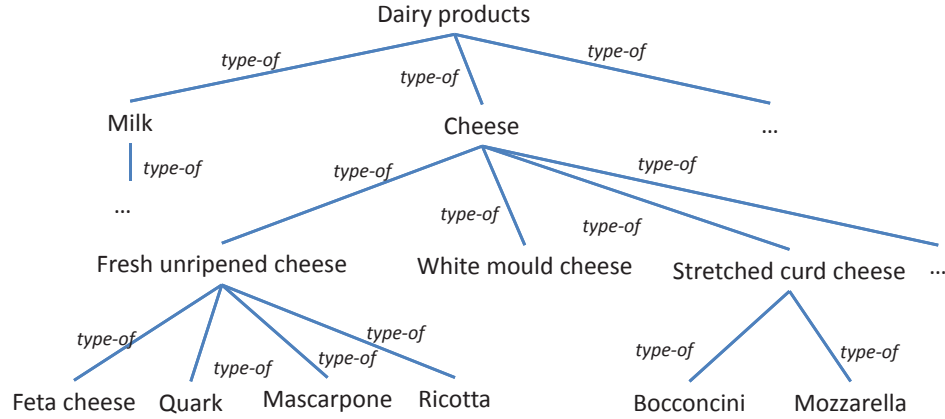 Dairy products
type-of
type-of
type-of
Milk
Cheese
...
type-of
type-of
type-of
type-of
type-of
...
Fresh unripened cheese
White mould cheese
Stretched curd cheese
...
type-of
type-of
type-of
type-of
type-of
type-of
Feta cheese
Quark
Mascarpone
Ricotta
Bocconcini
Mozzarella